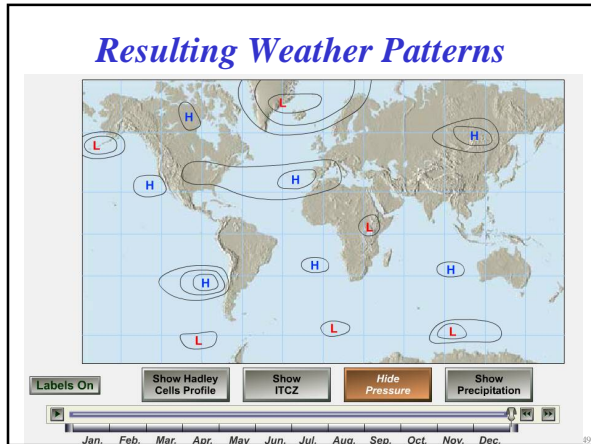 Resulting Weather Patterns
L
H
L
H
H
H
L
H
H
H
L
L
L
Labels On
Show Hadley
Cells Profile
Show
ITCZ
Hide
Pressure
Show
Precipitation
Jan. Feb. Mar. Apr. May Jun. Jul. Aug. Sep. Oct. Nov. Dec.
49